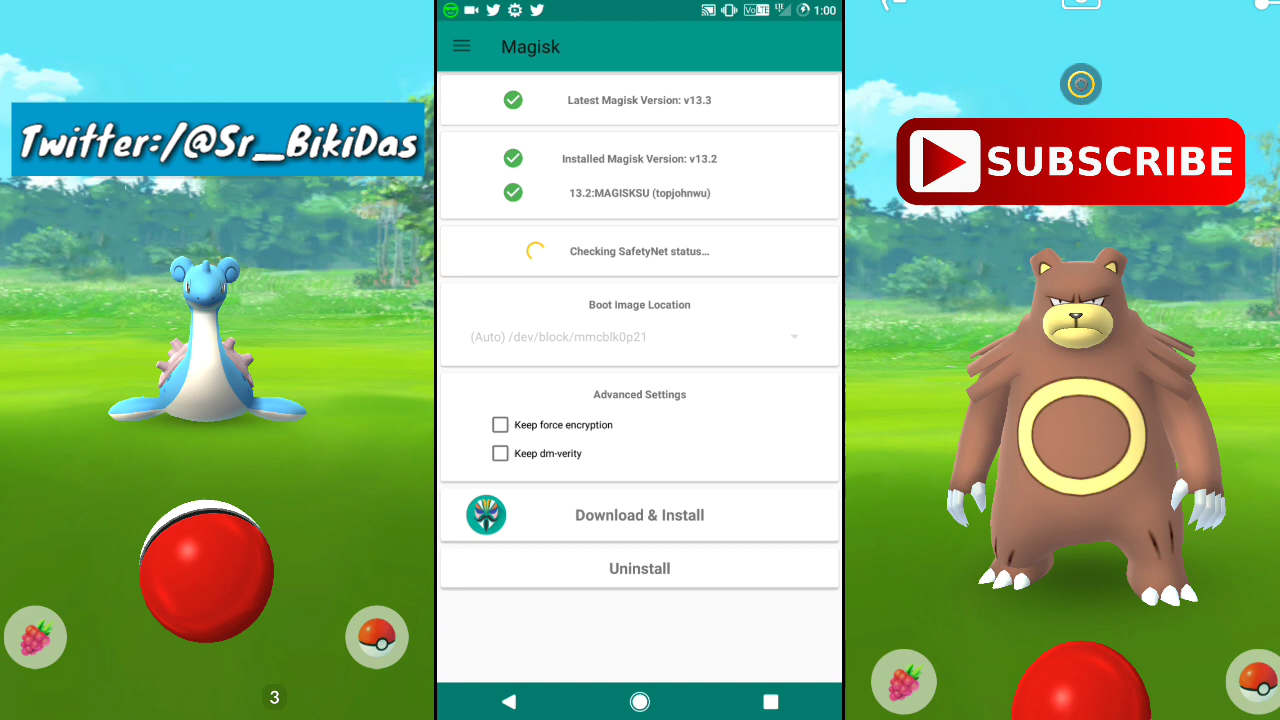 Twitter:/@Sr_BikiDas
3
VoLTE LTE 1:00
Magisk
Latest Magisk Version: v13.3
Installed Magisk Version: v13.2
13.2:MAGISKSU (topjohnwu)
Checking SafetyNet status…
Boot Image Location
(Auto) /dev/block/mmcblk0p21
Advanced Settings
Keep force encryption
Keep dm-verity
Download & Install
Uninstall
SUBSCRIBE